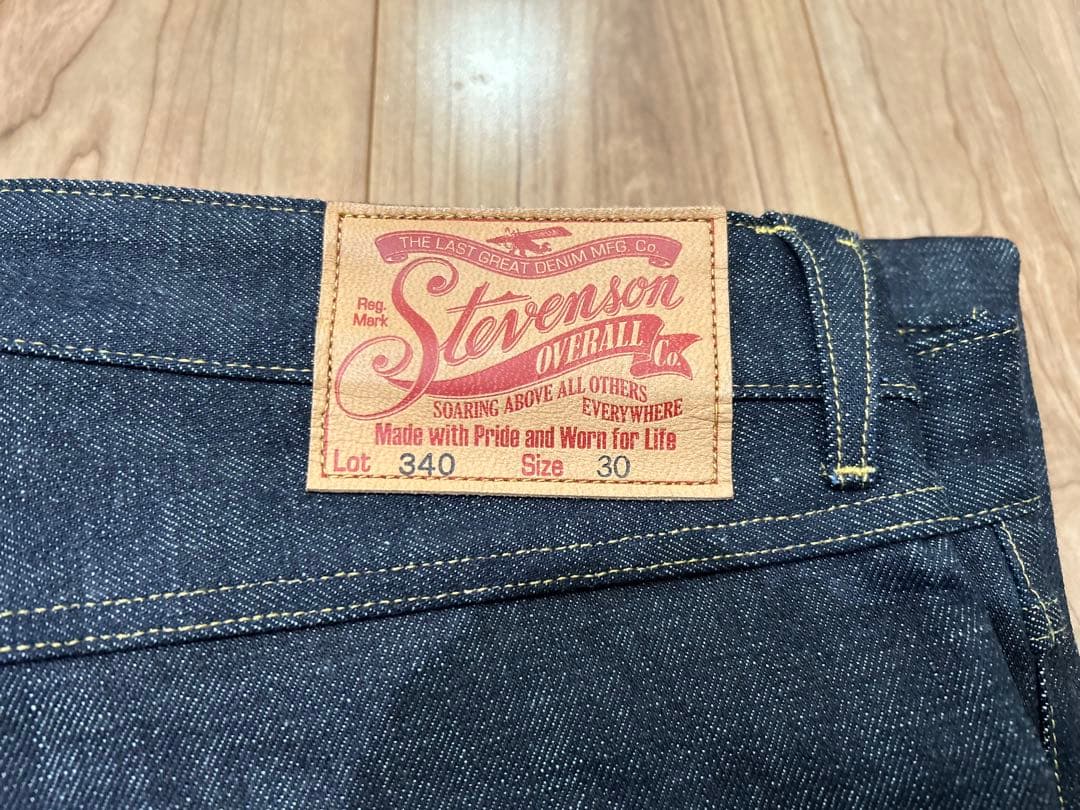 THE LAST GREAT DENIM MFG. Co.
Reg.
Mark
Stevenson
OVERALL Co.
SOARING ABOVE ALL OTHERS
EVERYWHERE
Made with Pride and Worn for Life
Lot 340 Size 30